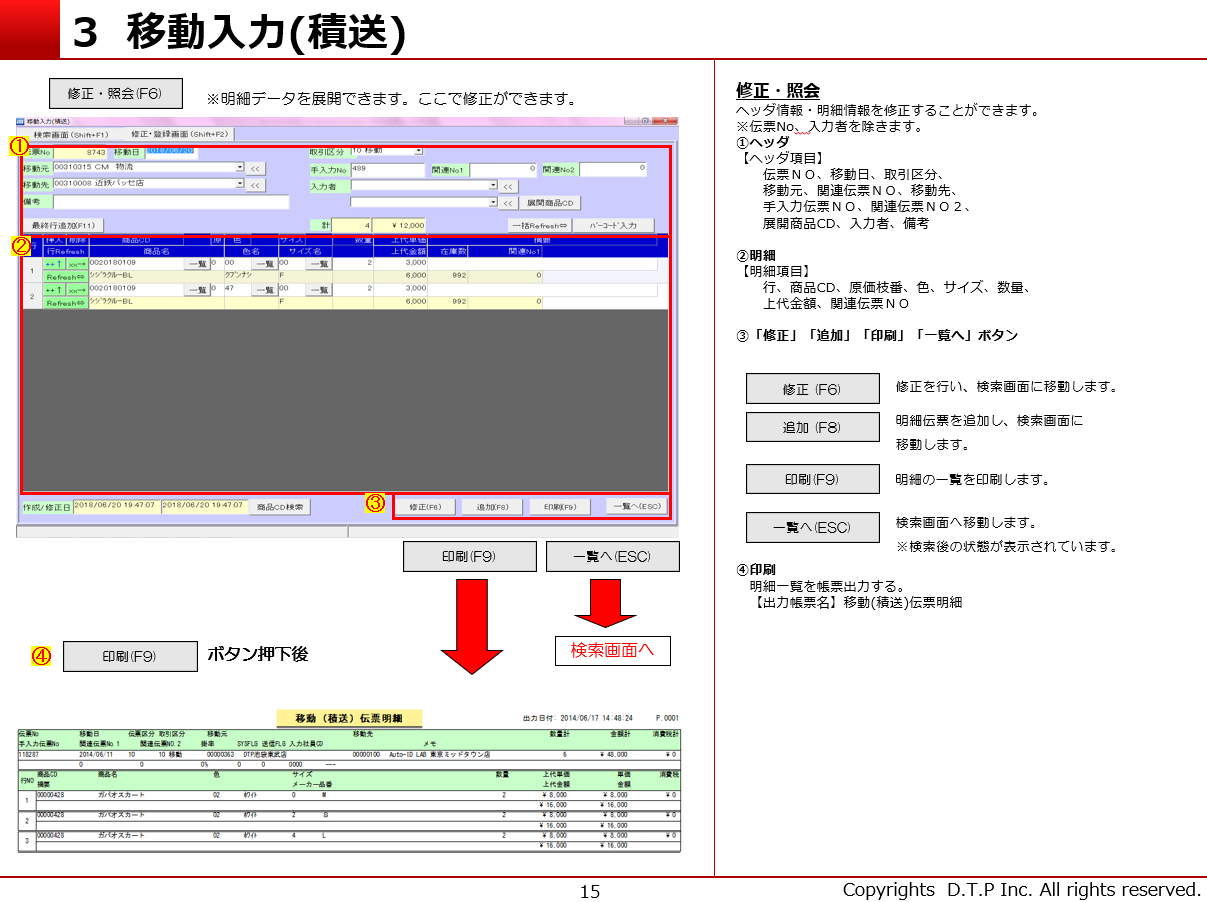 3 移動入力(積送)
修正・照会(F6)
※明細データを展開できます。ここで修正ができます。
移動入力(積送)
検索画面(Shift+F1) 修正・登録画面(Shift+F2)
①
票No 8743 移動日 2018/06/20 取引区分 10 移動
移動元 00310315 CM 物流 << 手入力No 489 関連No1 0 関連No2 0
移動先 00310008 近鉄パッセ店 << 入力者 <<
備考 << 展開商品CD
最終行追加(F11) 計 4 ¥ 12,000 一括Refresh⇔ バーコード入力
②
行 挿入 削除 商品CD 原 色 サイズ 数量 上代単価 摘要
行Refresh 商品名 色名 サイズ名 上代金額 在庫数 関連No1
1 ++↑ xx→ 0020180109 一覧 0 00 一覧 00 一覧 2 3,000
Refresh⇔ シジラクルーBL クアンナシ F 6,000 992 0
2 ++↑ xx→ 0020180109 一覧 0 47 一覧 00 一覧 2 3,000
Refresh⇔ シジラクルーBL F 6,000 992 0
作成/修正日 2018/06/20 19:47:07 2018/06/20 19:47:07 商品CD検索 ③ 修正(F6) 追加(F8) 印刷(F9) 一覧へ(ESC)
印刷(F9) 一覧へ(ESC)
検索画面へ
④ 印刷(F9) ボタン押下後
移動(積送)伝票明細 出力日付: 2014/06/17 14:48:24 P.0001
伝票No 移動日 伝票区分 取引区分 移動元 移動先 数量計 金額計 消費税計
手入力伝票No 関連伝票No.1 関連伝票NO.2 掛率 SYSFLG 送信FLG 入力社員CD メモ
118287 2014/06/11 10 10 移動 00000363 DTP池袋東武店 00000100 Auto-ID LAB 東京ミッドタウン店 6 ¥ 48,000 ¥ 0
0 0 0% 0 0 0000 ---
行NO 商品CD 商品名 色 サイズ 数量 上代単価 単価 消費税
摘要 メーカー品番 上代金額 金額
1 00000428 ガパオスカート 02 ホワイト 0 M 2 ¥ 8,000 ¥ 8,000 ¥ 0
¥ 16,000 ¥ 16,000
2 00000428 ガパオスカート 02 ホワイト 2 S 2 ¥ 8,000 ¥ 8,000 ¥ 0
¥ 16,000 ¥ 16,000
3 00000428 ガパオスカート 02 ホワイト 4 L 2 ¥ 8,000 ¥ 8,000 ¥ 0
¥ 16,000 ¥ 16,000
修正・照会
ヘッダ情報・明細情報を修正することができます。
※伝票No、入力者を除きます。
①ヘッダ
【ヘッダ項目】
伝票NO、移動日、取引区分、
移動元、関連伝票NO、移動先、
手入力伝票NO、関連伝票NO2、
展開商品CD、入力者、備考
②明細
【明細項目】
行、商品CD、原価枝番、色、サイズ、数量、
上代金額、関連伝票NO
③「修正」「追加」「印刷」「一覧へ」ボタン
修正 (F6) 修正を行い、検索画面に移動します。
追加 (F8) 明細伝票を追加し、検索画面に
移動します。
印刷(F9) 明細の一覧を印刷します。
一覧へ(ESC) 検索画面へ移動します。
※検索後の状態が表示されています。
④印刷
明細一覧を帳票出力する。
【出力帳票名】移動(積送)伝票明細
15
Copyrights D.T.P Inc. All rights reserved.